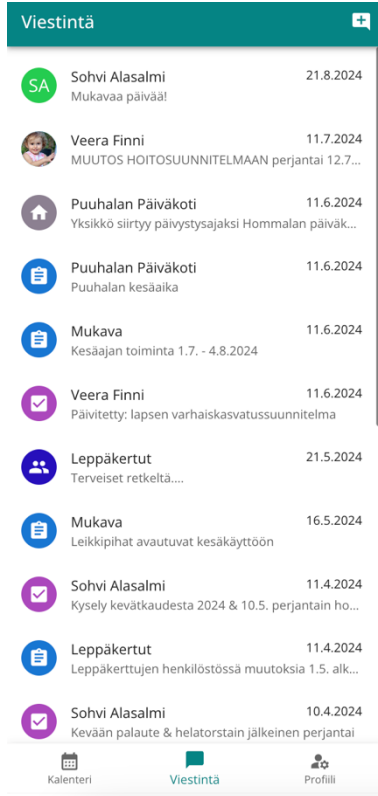 Viestintä
SA
Sohvi Alasalmi 21.8.2024
Mukavaa päivää!
Veera Finni 11.7.2024
MUUTOS HOITOSUUNNITELMAAN perjantai 12.7...
Puuhalan Päiväkoti 11.6.2024
Yksikkö siirtyy päivystysajaksi Hommalan päiväk...
Puuhalan Päiväkoti 11.6.2024
Puuhalan kesäaika
Mukava 11.6.2024
Kesäajan toiminta 1.7. - 4.8.2024
Veera Finni 11.6.2024
Päivitetty: lapsen varhaiskasvatussuunnitelma
Leppäkertut 21.5.2024
Terveiset retkeltä....
Mukava 16.5.2024
Leikkipihat avautuvat kesäkäyttöön
Sohvi Alasalmi 11.4.2024
Kysely kevätkaudesta 2024 & 10.5. perjantain ho...
Leppäkertut 11.4.2024
Leppäkerttujen henkilöstössä muutoksia 1.5. alk...
Sohvi Alasalmi 10.4.2024
Kevään palaute & helatorstain jälkeinen perjantai
Kalenteri Viestintä Profiili